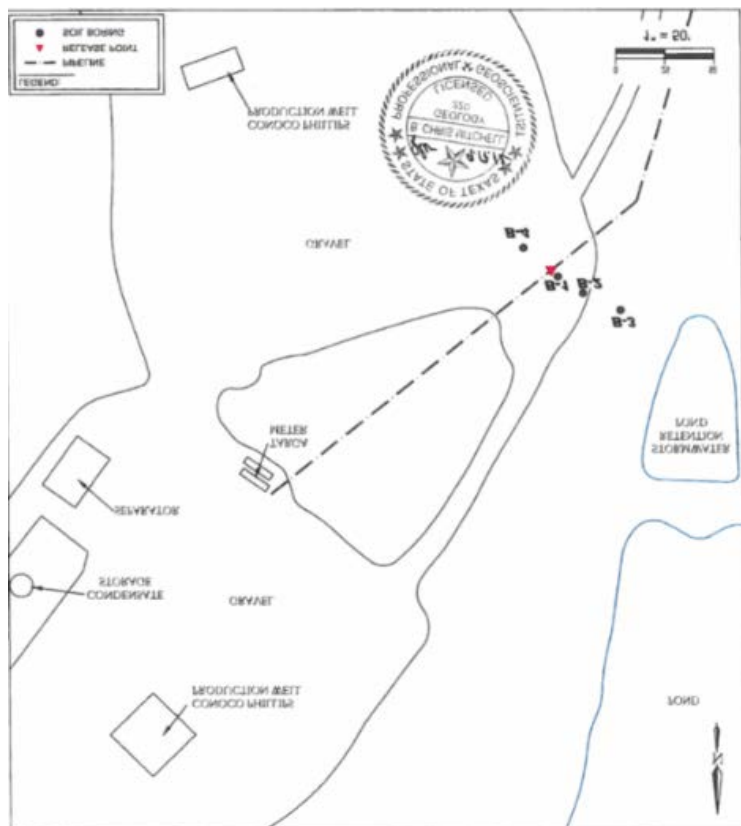 N
POND
CONOCO PHILLIPS
PRODUCTION WELL
GRAVEL
CONDENSATE
STORAGE
SEPARATOR
TARGA
METER
STORMWATER
RETENTION
POND
B-3
B-2
B-1
B-4
GRAVEL
STATE OF TEXAS
B. CHRIS MITCHELL
GEOLOGY
LICENSED
PROFESSIONAL GEOSCIENTIST
CONOCO PHILLIPS
PRODUCTION WELL
0
1" = 50'
LEGEND:
PIPELINE
RELEASE POINT
SOIL BORING